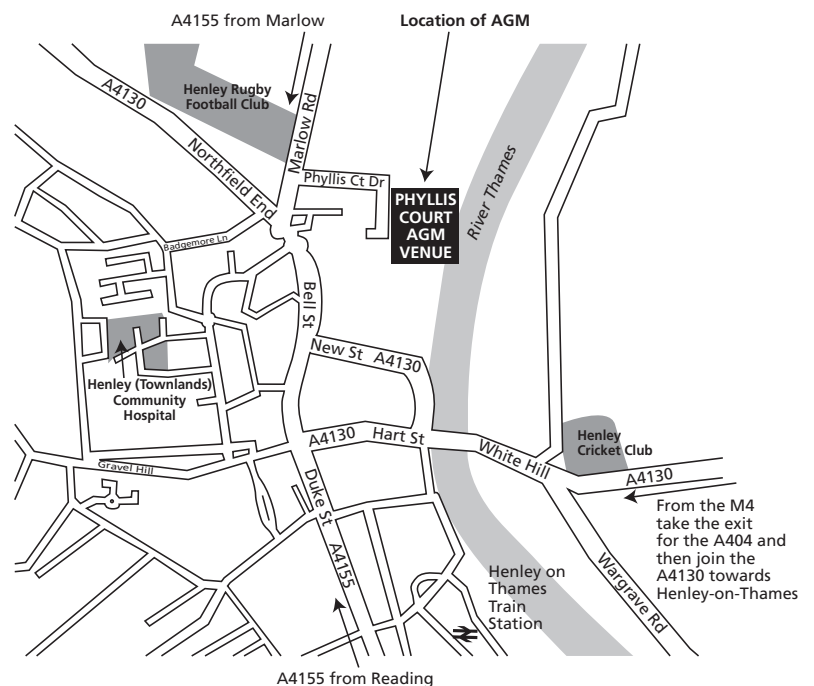 A4155 from Marlow
Location of AGM
A4130
Henley Rugby
Football Club
Marlow Rd
Northfield End
Phyllis Ct Dr
PHYLLIS
COURT
AGM
VENUE
River Thames
Badgemore Ln
Bell St
New St A4130
Henley (Townlands)
Community
Hospital
A4130 Hart St
White Hill
Henley
Cricket Club
A4130
Gravel Hill
Duke St A4155
From the M4
take the exit
for the A404 and
then join the
A4130 towards
Henley-on-Thames
Henley on
Thames
Train
Station
Wargrave Rd
A4155 from Reading